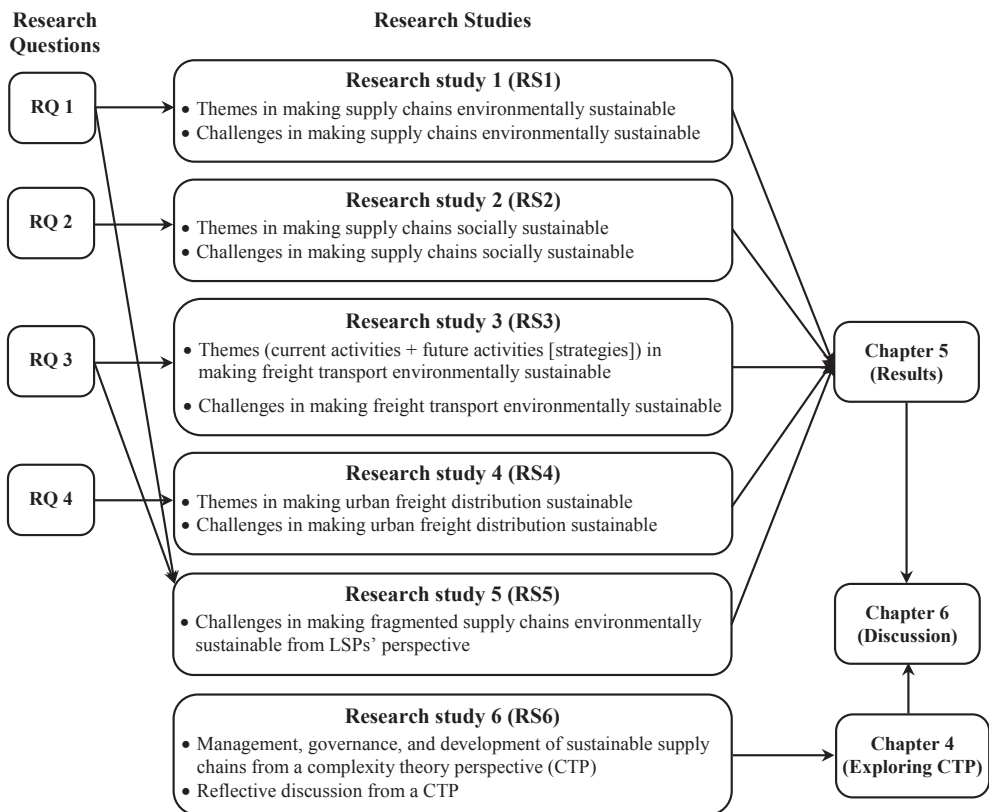 Research
Questions
Research Studies
RQ 1
Research study 1 (RS1)
• Themes in making supply chains environmentally sustainable
• Challenges in making supply chains environmentally sustainable
RQ 2
Research study 2 (RS2)
• Themes in making supply chains socially sustainable
• Challenges in making supply chains socially sustainable
RQ 3
Research study 3 (RS3)
• Themes (current activities + future activities [strategies]) in
making freight transport environmentally sustainable
• Challenges in making freight transport environmentally sustainable
RQ 4
Research study 4 (RS4)
• Themes in making urban freight distribution sustainable
• Challenges in making urban freight distribution sustainable
Research study 5 (RS5)
• Challenges in making fragmented supply chains environmentally
sustainable from LSPs’ perspective
Research study 6 (RS6)
• Management, governance, and development of sustainable supply
chains from a complexity theory perspective (CTP)
• Reflective discussion from a CTP
Chapter 5
(Results)
Chapter 6
(Discussion)
Chapter 4
(Exploring CTP)